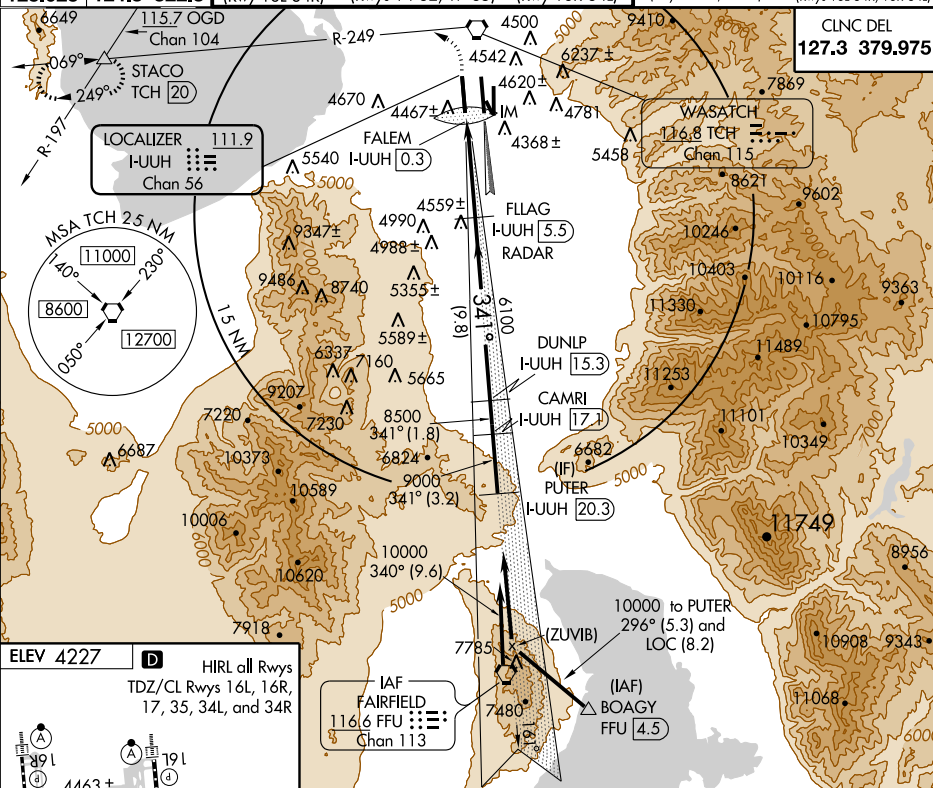 6649
115.7 OGD
Chan 104
069°
STACO
TCH 20
249°
R-197
R-249
4500
4542
6237±
9410
CLNC DEL
127.3 379.975
7869
4670
4467±
4620±
4781
IM
4368±
5458
WASATCH
116.8 TCH
Chan 115
LOCALIZER 111.9
I-UUH
Chan 56
FALEM
I-UUH 0.3
5540
5000
8621
9602
4559±
4990
4988±
FLLAG
I-UUH 5.5
RADAR
9347±
10246
MSA TCH 25 NM
11000
140°
230°
8600
12700
050°
9486
8740
5355±
10403
10116
9363
15 NM
(9.8)
341°
6100
11330
10795
5589±
DUNLP
I-UUH 15.3
11489
6337
7160
5665
11253
9207
CAMRI
I-UUH 17.1
7220
7230
8500
341° (1.8)
11101
10349
5000
6687
6824
6682
5000
10373
9000
341° (3.2)
(IF)
PUTER
I-UUH 20.3
10589
10006
11749
10620
10000
340° (9.6)
8956
5000
7918
10000 to PUTER
296° (5.3) and
LOC (8.2)
7785
(ZUVIB)
10908
9343
ELEV 4227
D
HIRL all Rwys
TDZ/CL Rwys 16L, 16R,
17, 35, 34L, and 34R
IAF
FAIRFIELD
116.6 FFU
Chan 113
7480
161°
(IAF)
BOAGY
FFU 4.5
11068
6000
A
A
16R
16L
P
P
4463±